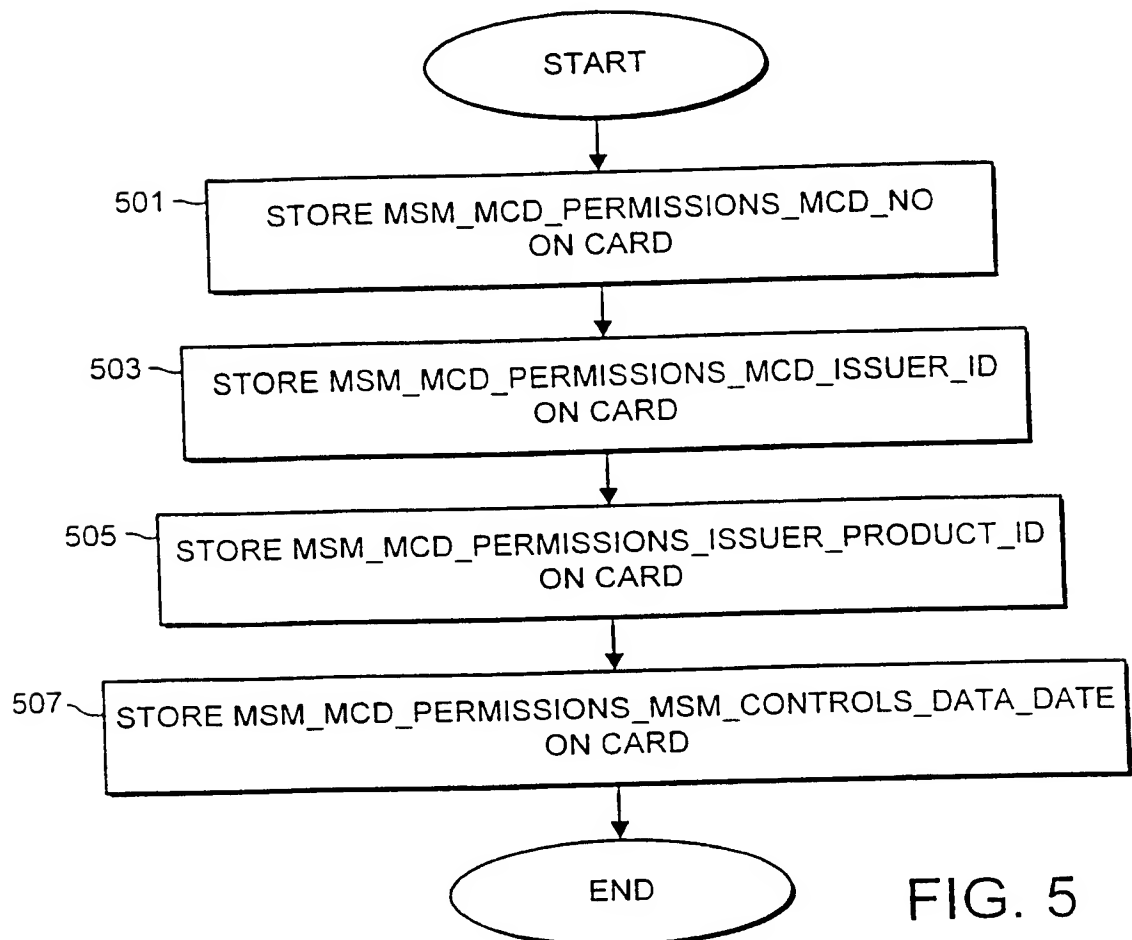 START
501
STORE MSM_MCD_PERMISSIONS_MCD_NO
ON CARD
503
STORE MSM_MCD_PERMISSIONS_MCD_ISSUER_ID
ON CARD
505
STORE MSM_MCD_PERMISSIONS_ISSUER_PRODUCT_ID
ON CARD
507
STORE MSM_MCD_PERMISSIONS_MSM_CONTROLS_DATA_DATE
ON CARD
END
FIG. 5